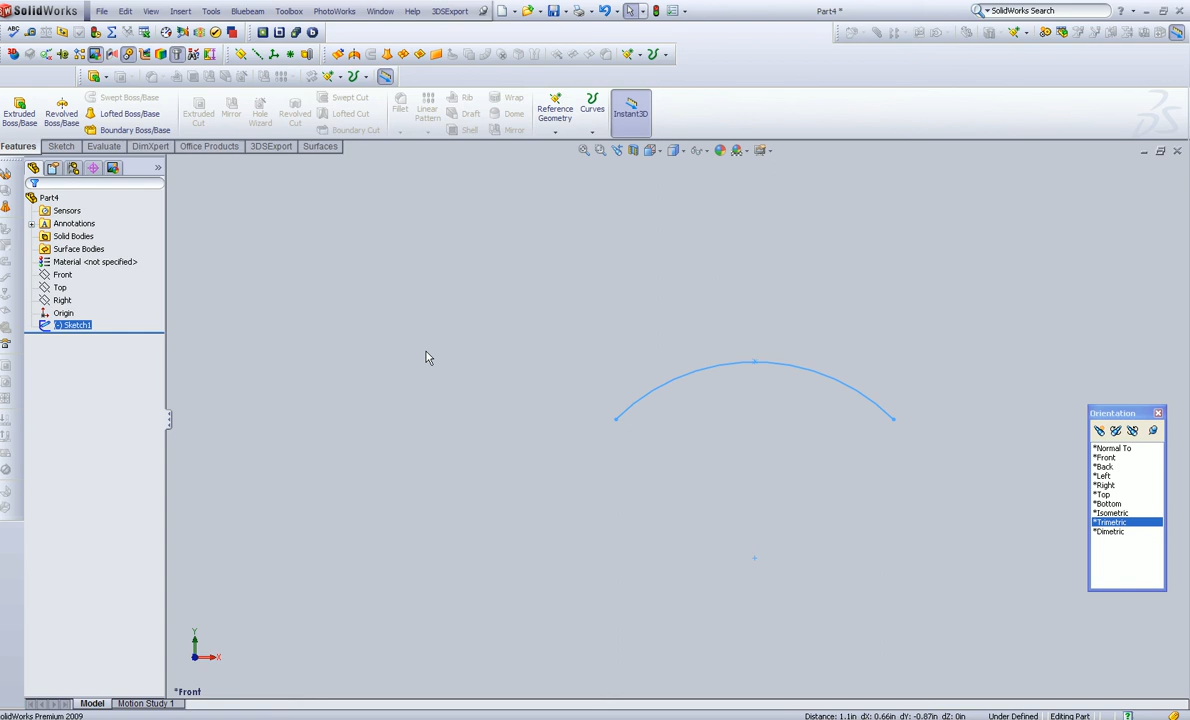 SolidWorks File Edit View Insert Tools Toolbox PhotoWorks Window Help 3DSExport Part4 * SolidWorks Search ?
Extruded Boss/Base
Revolved Boss/Base
Swept Boss/Base
Lofted Boss/Base
Boundary Boss/Base
Extruded Cut
Mirror
Hole Wizard
Revolved Cut
Swept Cut
Lofted Cut
Boundary Cut
Fillet
Linear Pattern
Rib
Draft
Shell
Wrap
Dome
Mirror
Reference Geometry
Curves
Instant3D
Features Sketch Evaluate DimXpert Office Products 3DSExport Surfaces
Part4
Sensors
Annotations
Solid Bodies
Surface Bodies
Material <not specified>
Front
Top
Right
Origin
(-) Sketch1
Orientation
*Normal To
*Front
*Back
*Left
*Right
*Top
*Bottom
*Isometric
*Trimetric
*Dimetric
Y
X
*Front
Model Motion Study 1
SolidWorks Premium 2009 Distance: 1.1in dX: 0.66in dY: -0.87in dZ: 0in Under Defined Editing Part